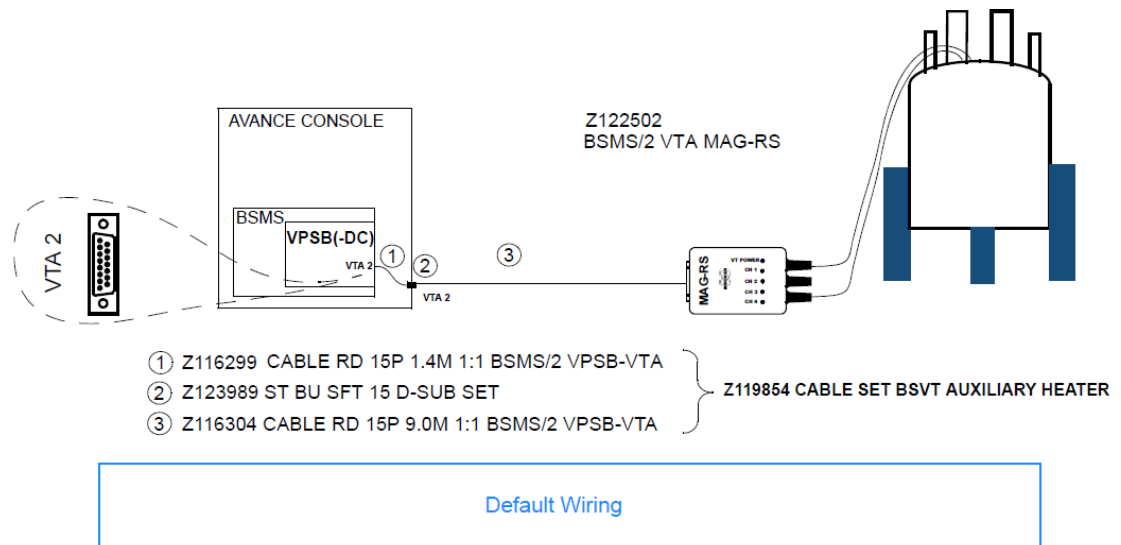 AVANCE CONSOLE
Z122502
BSMS/2 VTA MAG-RS
BSMS
VPSB(-DC)
VTA 2
1
2
VTA 2
3
VTA 2
MAG-RS
VT POWER
CH 1
CH 2
CH 3
CH 4
1 Z116299 CABLE RD 15P 1.4M 1:1 BSMS/2 VPSB-VTA
2 Z123989 ST BU SFT 15 D-SUB SET
3 Z116304 CABLE RD 15P 9.0M 1:1 BSMS/2 VPSB-VTA
Z119854 CABLE SET BSVT AUXILIARY HEATER
Default Wiring